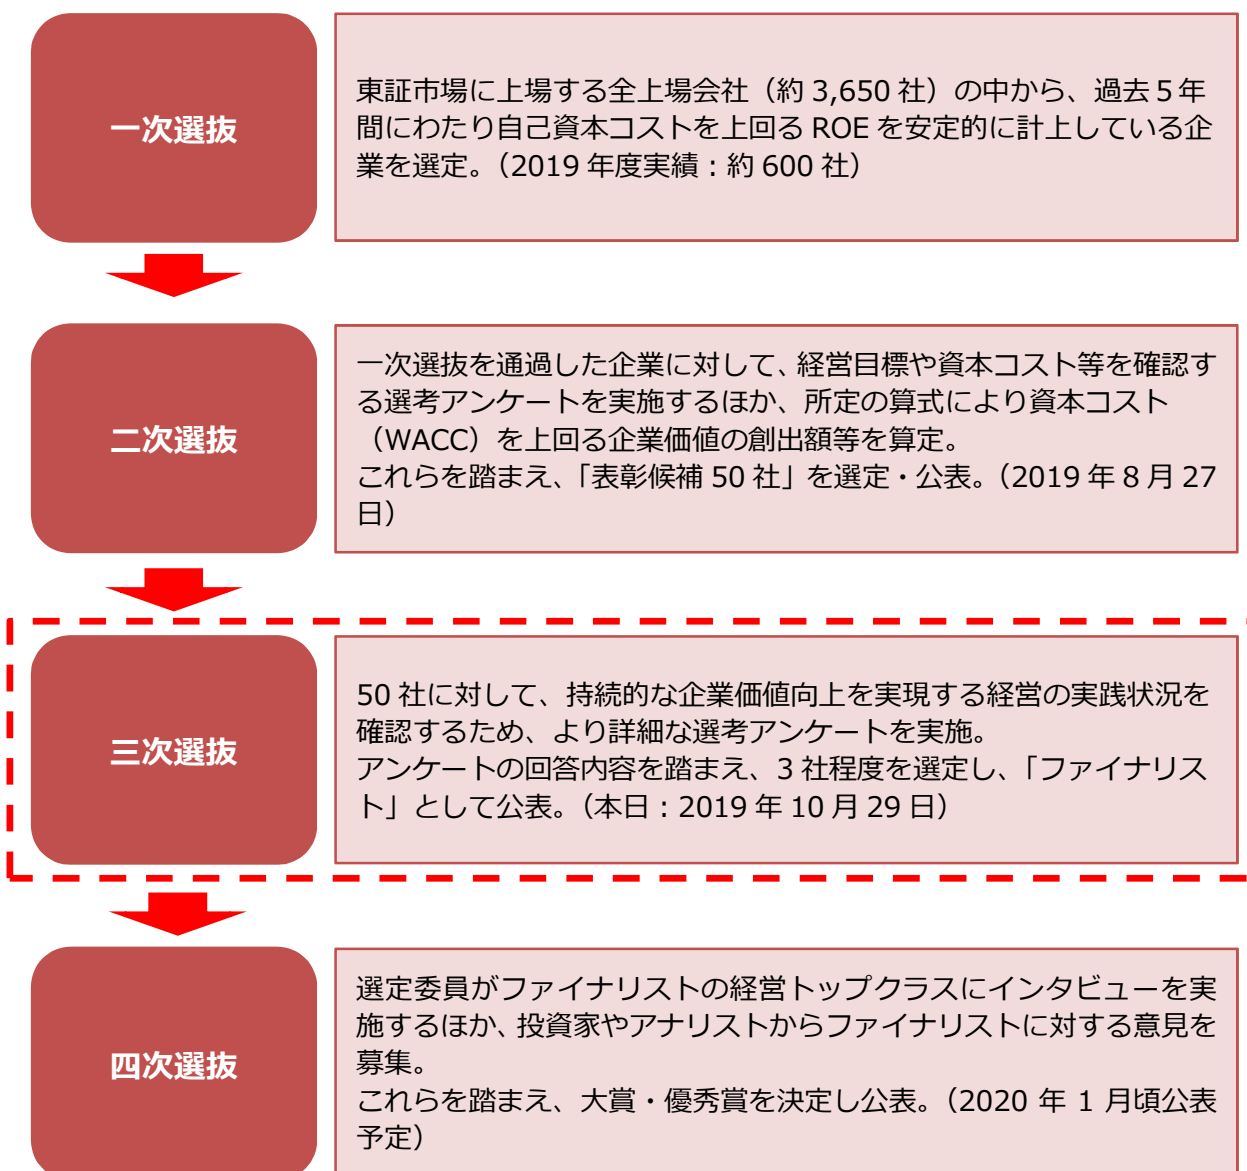 一次選抜
東証市場に上場する全上場会社（約 3,650 社）の中から、過去５年
間にわたり自己資本コストを上回る ROE を安定的に計上している企
業を選定。（2019 年度実績：約 600 社）
二次選抜
一次選抜を通過した企業に対して、経営目標や資本コスト等を確認す
る選考アンケートを実施するほか、所定の算式により資本コスト
（WACC）を上回る企業価値の創出額等を算定。
これらを踏まえ、「表彰候補 50 社」を選定・公表。（2019 年 8 月 27
日）
三次選抜
50 社に対して、持続的な企業価値向上を実現する経営の実践状況を
確認するため、より詳細な選考アンケートを実施。
アンケートの回答内容を踏まえ、3 社程度を選定し、「ファイナリス
ト」として公表。（本日：2019 年 10 月 29 日）
四次選抜
選定委員がファイナリストの経営トップクラスにインタビューを実
施するほか、投資家やアナリストからファイナリストに対する意見を
募集。
これらを踏まえ、大賞・優秀賞を決定し公表。（2020 年 1 月頃公表
予定）